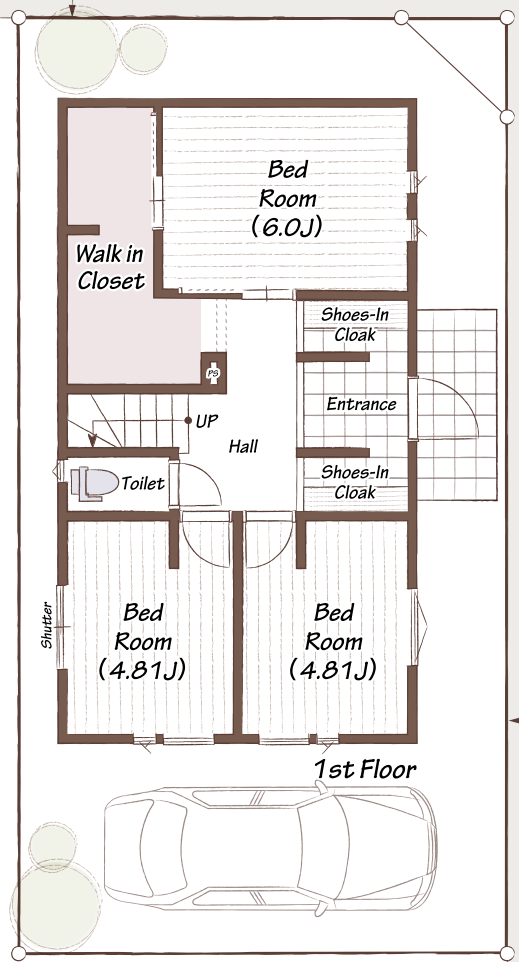 Bed
Room
(6.0J)
Walk in
Closet
Shoes-In
Cloak
PS
Entrance
UP
Hall
Toilet
Shoes-In
Cloak
Shutter
Bed
Room
(4.81J)
Bed
Room
(4.81J)
1st Floor